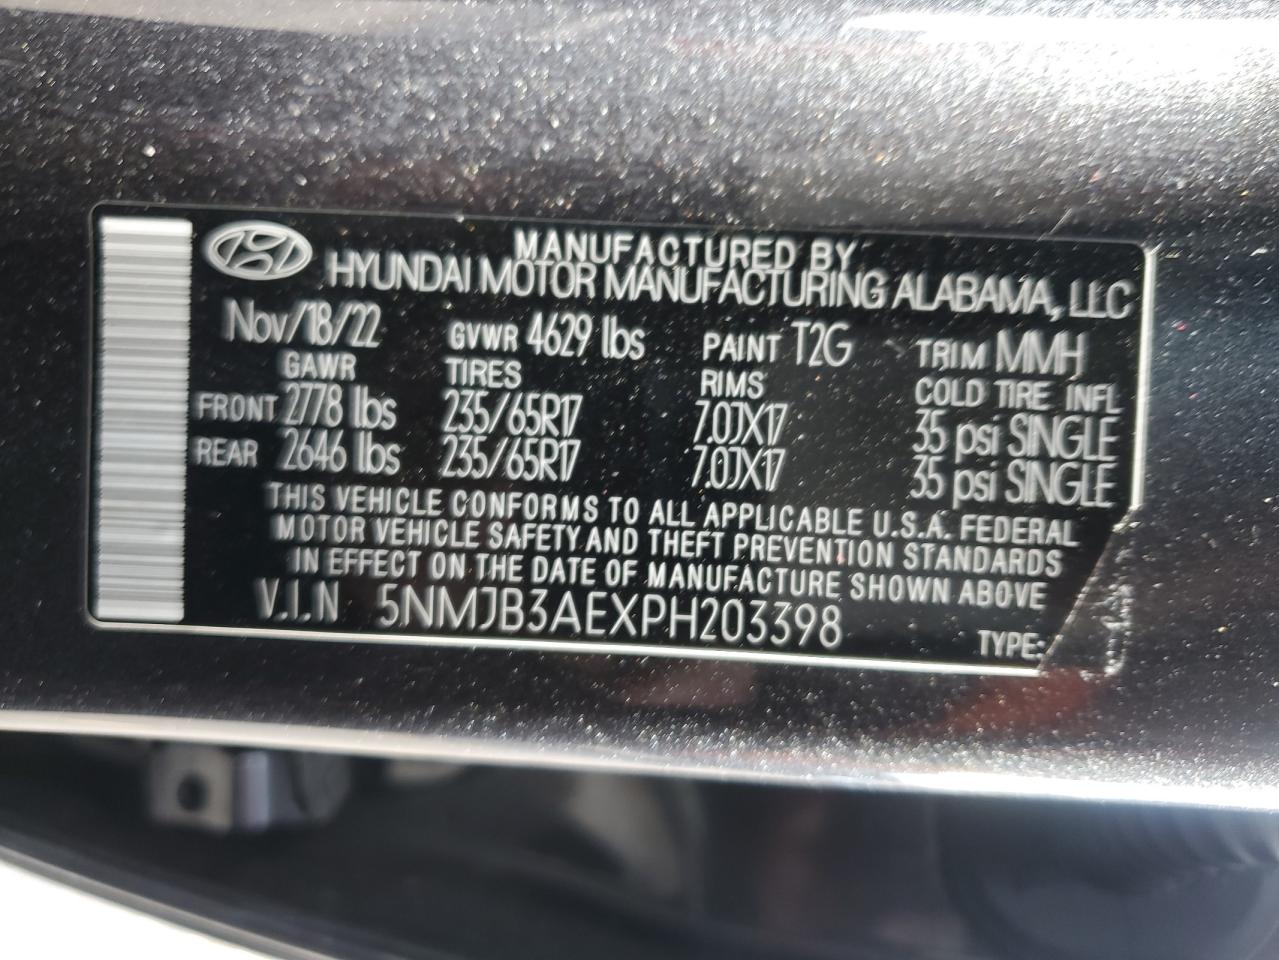 MANUFACTURED BY
HYUNDAI MOTOR MANUFACTURING ALABAMA, LLC
Nov/18/22 GVWR 4629 lbs PAINT T2G TRIM MMH
GAWR TIRES RIMS COLD TIRE INFL
FRONT 2778 lbs 235/65R17 7.0JX17 35 psi SINGLE
REAR 2646 lbs 235/65R17 7.0JX17 35 psi SINGLE
THIS VEHICLE CONFORMS TO ALL APPLICABLE U.S.A. FEDERAL
MOTOR VEHICLE SAFETY AND THEFT PREVENTION STANDARDS
IN EFFECT ON THE DATE OF MANUFACTURE SHOWN ABOVE
V.I.N 5NMJB3AEXPH203398 TYPE: